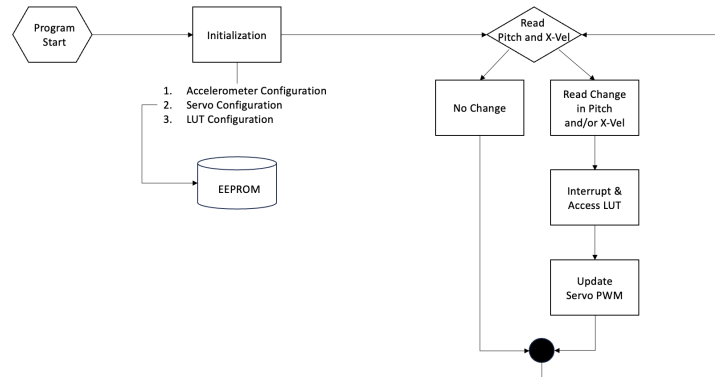 Program
Start
Initialization
Read
Pitch and X-Vel
1. Accelerometer Configuration
2. Servo Configuration
3. LUT Configuration
No Change
Read Change
in Pitch
and/or X-Vel
EEPROM
Interrupt &
Access LUT
Update
Servo PWM